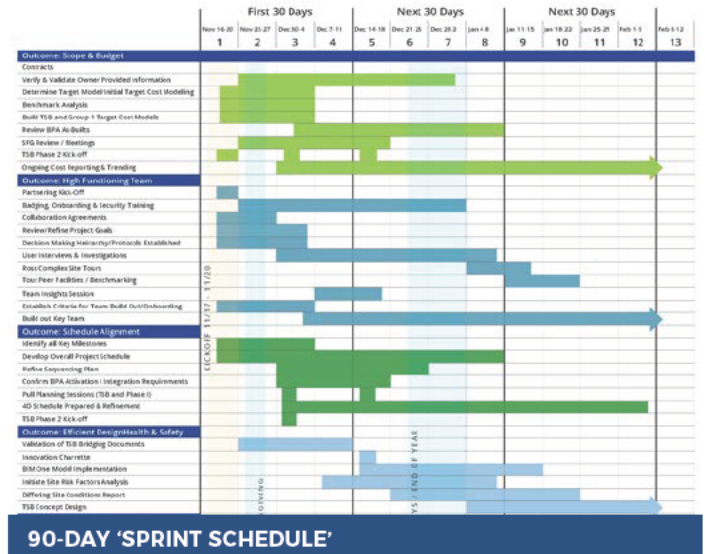 First 30 Days Next 30 Days Next 30 Days
Nov 16-20 Nov 23-27 Dec 30-4 Dec 7-11 Dec 14-18 Dec 21-25 Dec 28-2 Jan 4-8 Jan 11-15 Jan 18-22 Jan 25-29 Feb 1-5 Feb 8-12
1 2 3 4 5 6 7 8 9 10 11 12 13
Outcome: Scope & Budget
Contracts
Verify & Validate Owner Provided Information
Determine Target Model/Initial Target Cost Modeling
Benchmark Analysis
Built TSB and Group 1 Target Cost Models
Review BPA As-Builts
SFG Review / Meetings
TSB Phase 2 Kick-off
Ongoing Cost Reporting & Trending
Outcome: High Functioning Team
Partnering Kick-Off
Badging, Onboarding & Security Training
Collaboration Agreements
Review/Refine Project Goals
Decision Making Heirarchy/Protocols Established
User Interviews & Investigations
Ross Complex Site Tours
Tour Peer Facilities / Benchmarking
Team Insights Session
Establish Criteria for Team Build Out/Onboarding
Build out Key Team
KICKOFF 11/17 - 11/20
Outcome: Schedule Alignment
Identify all Key Milestones
Develop Overall Project Schedule
Refine Sequencing Plan
Confirm BPA Activation / Integration Requirments
Pull Planning Sessions (TSB and Phase I)
4D Schedule Prepared & Refinement
TSB Phase 2 Kick-off
Outcome: Efficient DesignHealth & Safety
Validation of TSB Bridging Documents
Innovation Charrette
BIM One Model Implementation
Initiate Site Risk Factors Analysis
Differing Site Conditions Report
TSB Concept Design
GIVING
YS / END OF YEAR
90-DAY ‘SPRINT SCHEDULE’